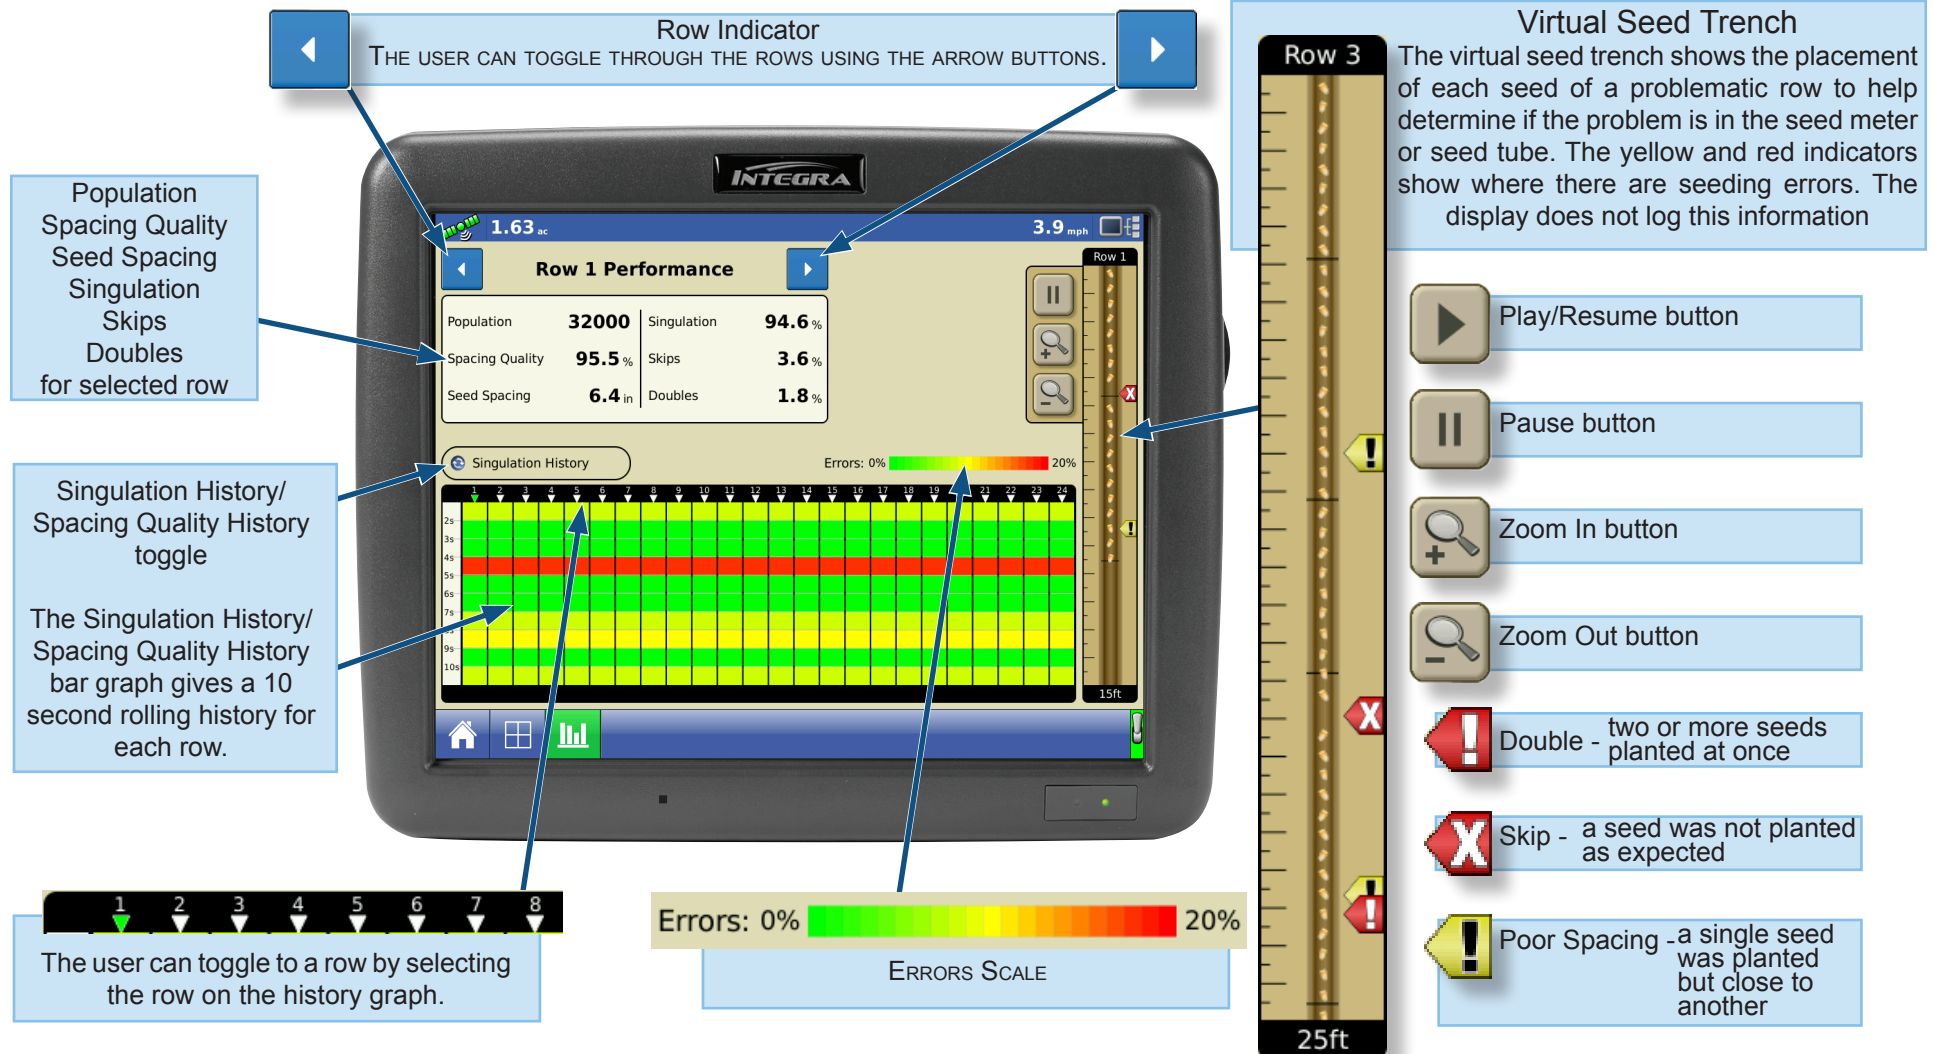 Row Indicator
The user can toggle through the rows using the arrow buttons.
Virtual Seed Trench
The virtual seed trench shows the placement
of each seed of a problematic row to help
determine if the problem is in the seed meter
or seed tube. The yellow and red indicators
show where there are seeding errors. The
display does not log this information
Row 3
25ft
Population
Spacing Quality
Seed Spacing
Singulation
Skips
Doubles
for selected row
INTEGRA
1.63 ac
3.9 mph
Row 1 Performance
Row 1
Population 32000 Singulation 94.6 %
Spacing Quality 95.5 % Skips 3.6 %
Seed Spacing 6.4 in Doubles 1.8 %
Singulation History
Errors: 0% 20%
1 2 3 4 5 6 7 8 9 10 11 12 13 14 15 16 17 18 19 21 22 23 24
2s
3s
4s
5s
6s
7s
9s
10s
15ft
Singulation History/
Spacing Quality History
toggle
The Singulation History/
Spacing Quality History
bar graph gives a 10
second rolling history for
each row.
Play/Resume button
Pause button
Zoom In button
Zoom Out button
Double - two or more seeds
planted at once
Skip - a seed was not planted
as expected
Poor Spacing - a single seed
was planted
but close to
another
1 2 3 4 5 6 7 8
The user can toggle to a row by selecting
the row on the history graph.
Errors: 0% 20%
Errors Scale